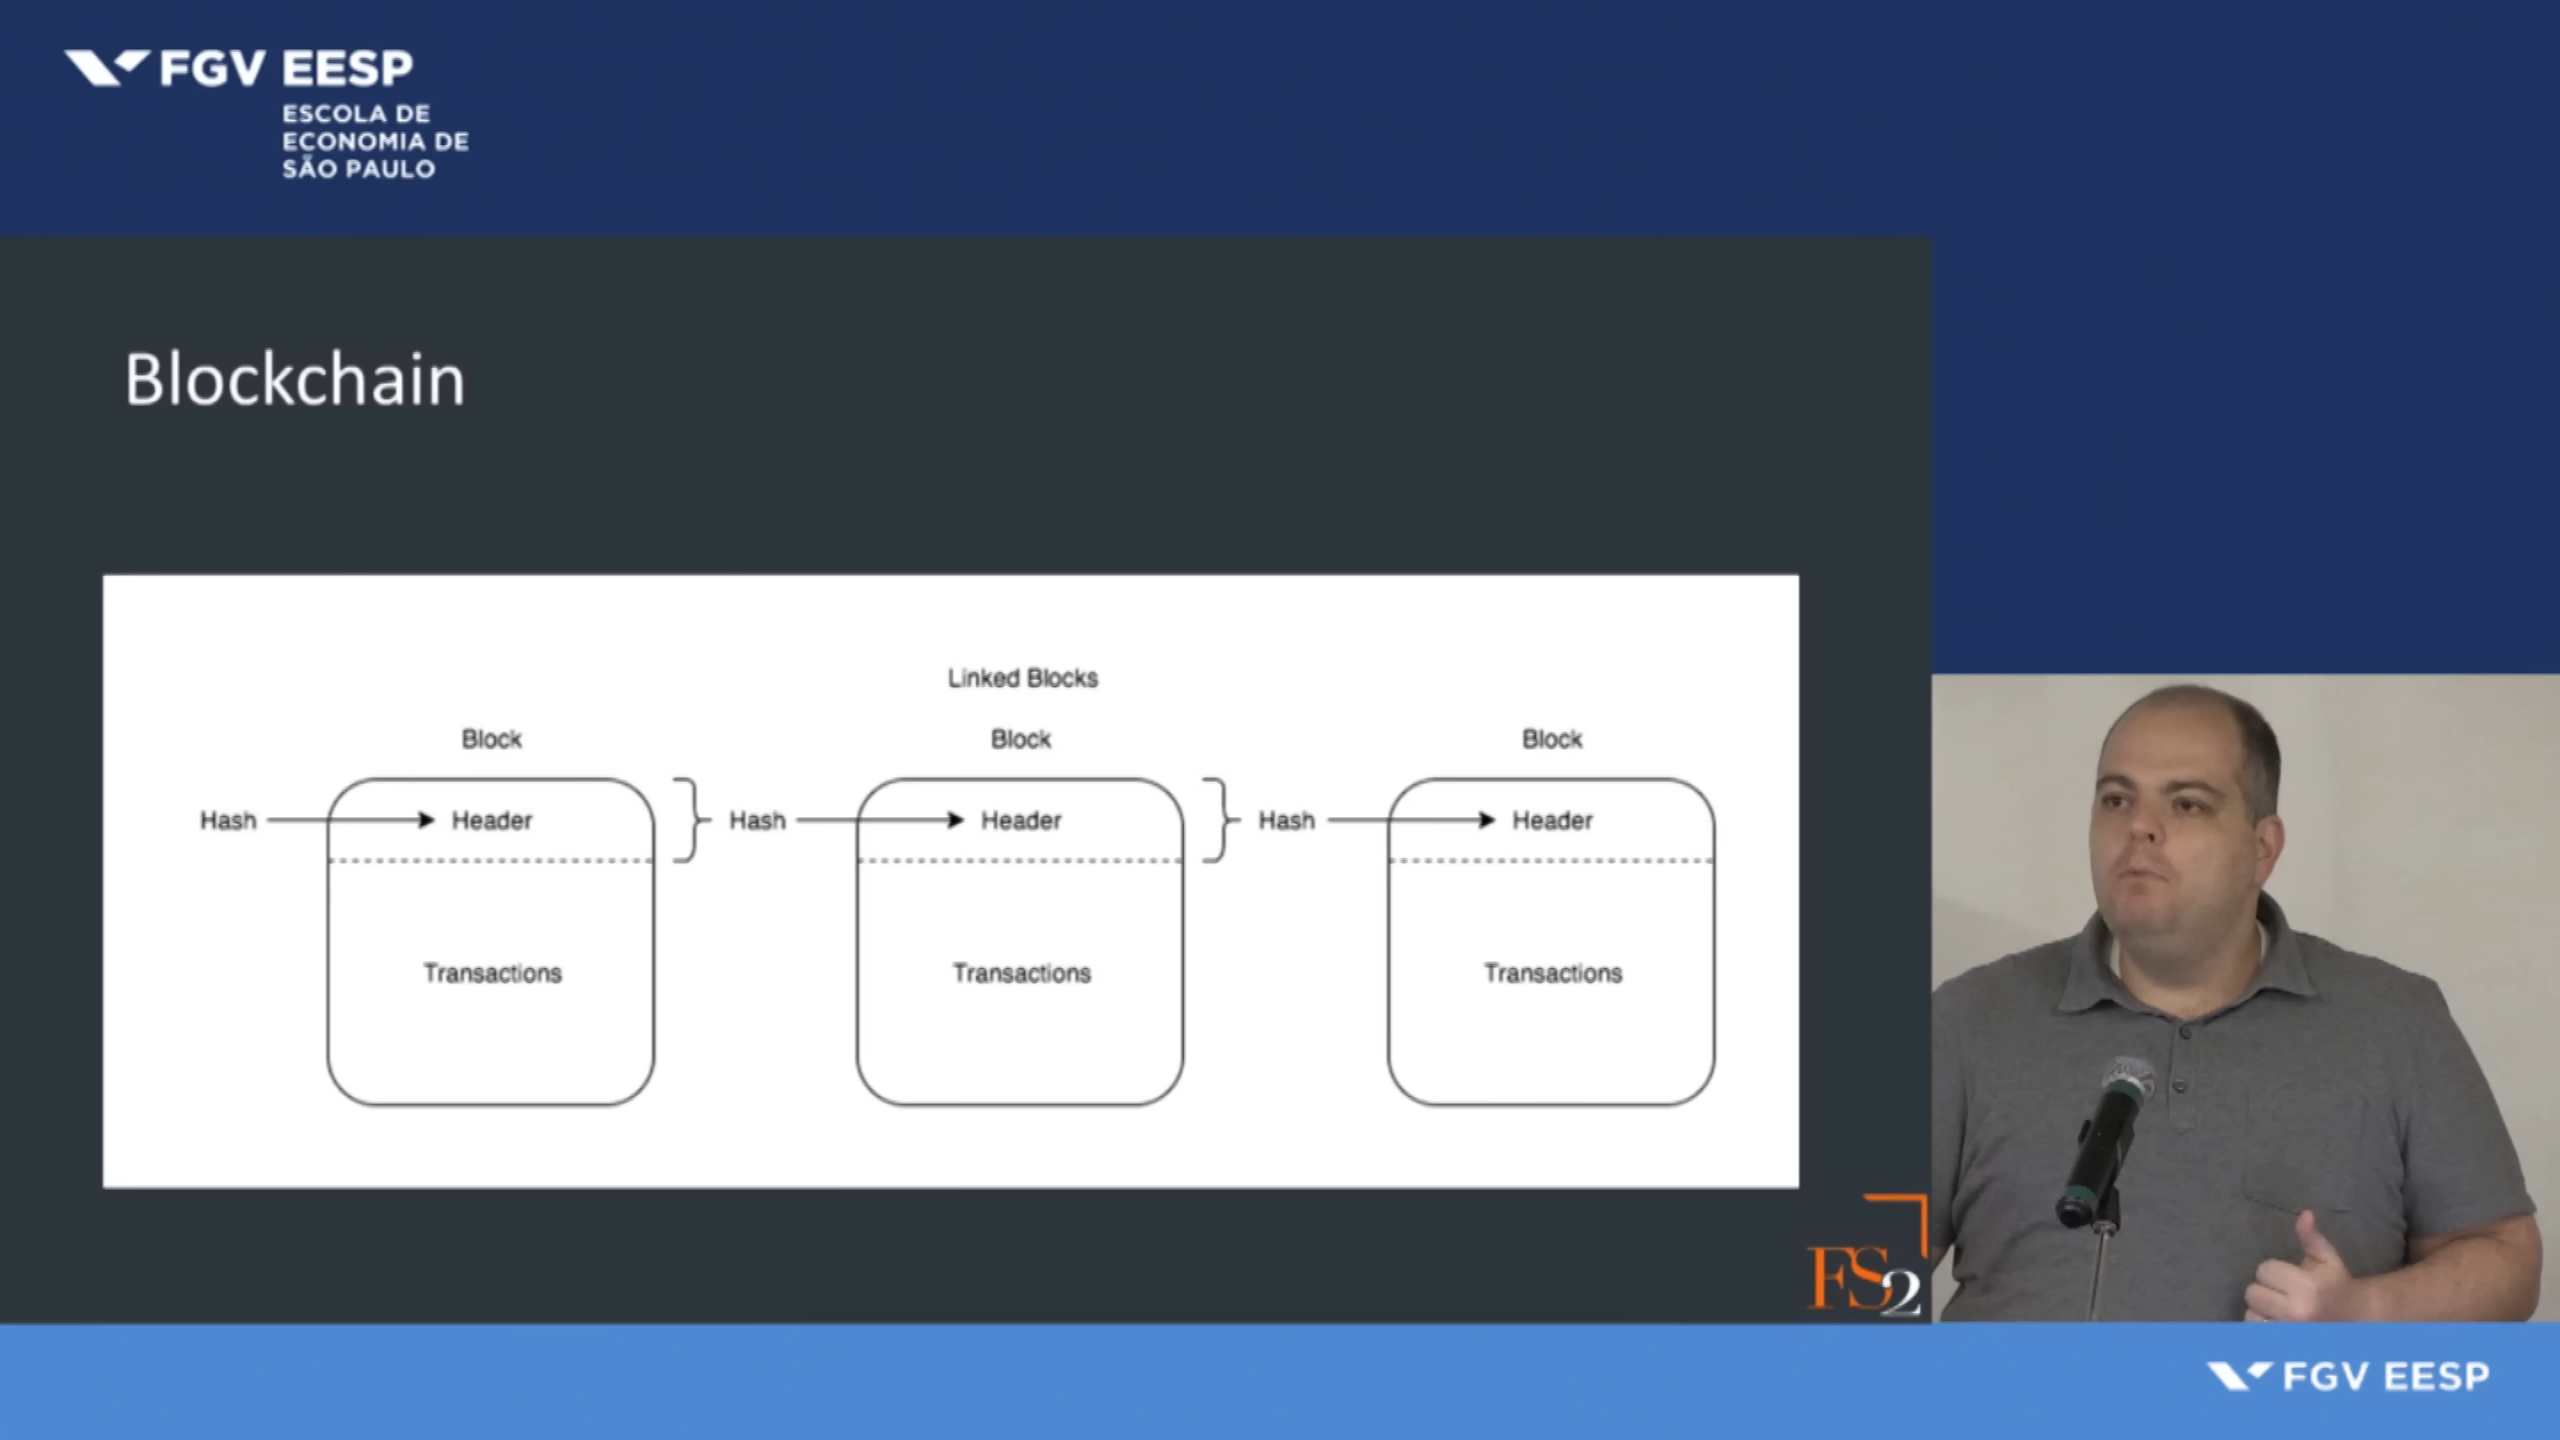 FGV EESP
ESCOLA DE
ECONOMIA DE
SÃO PAULO
Blockchain
Linked Blocks
Block Block Block
Hash Header Hash Header Hash Header
Transactions Transactions Transactions
FS2
FGV EESP